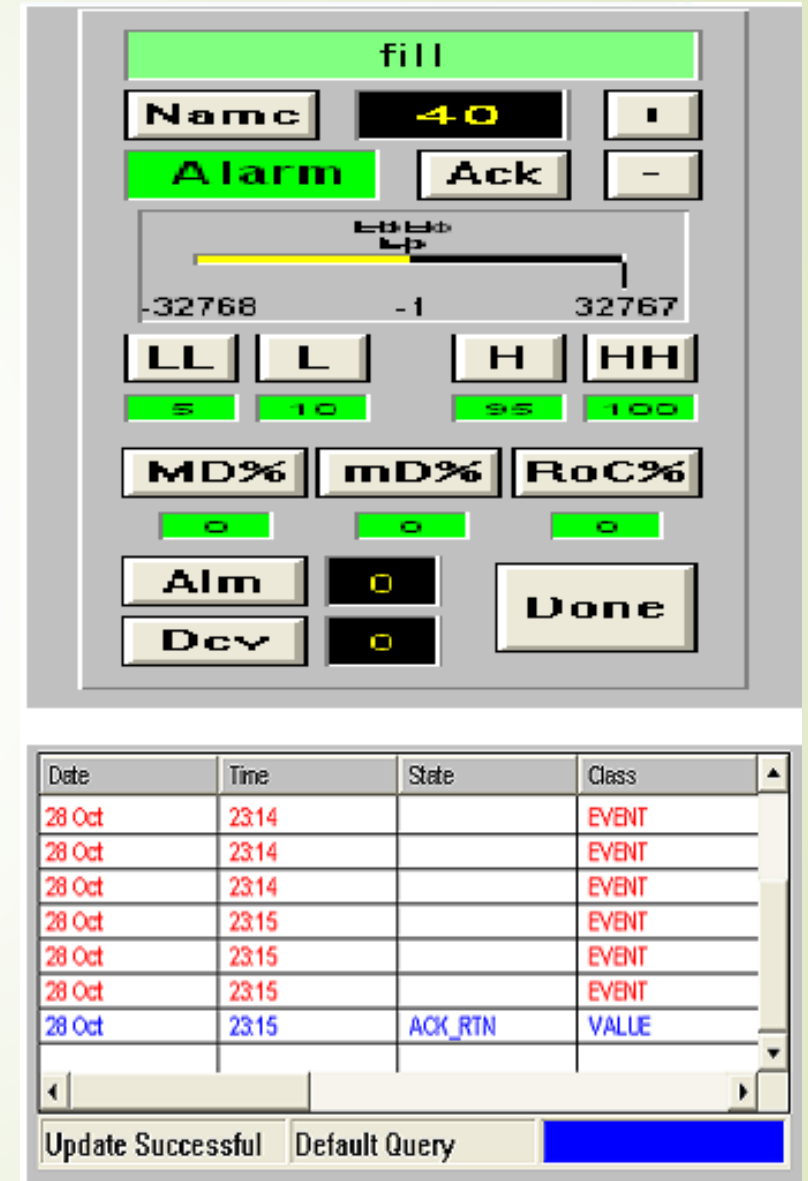 fill
Name 40
Alarm Ack -
-32768 -1 32767
LL L H HH
5 10 95 100
MD% mD% RoC%
0 0 0
Alm 0
Dev 0
Done
Date Time State Class
28 Oct 23:14 EVENT
28 Oct 23:14 EVENT
28 Oct 23:14 EVENT
28 Oct 23:15 EVENT
28 Oct 23:15 EVENT
28 Oct 23:15 EVENT
28 Oct 23:15 ACK_RTN VALUE
Update Successful Default Query